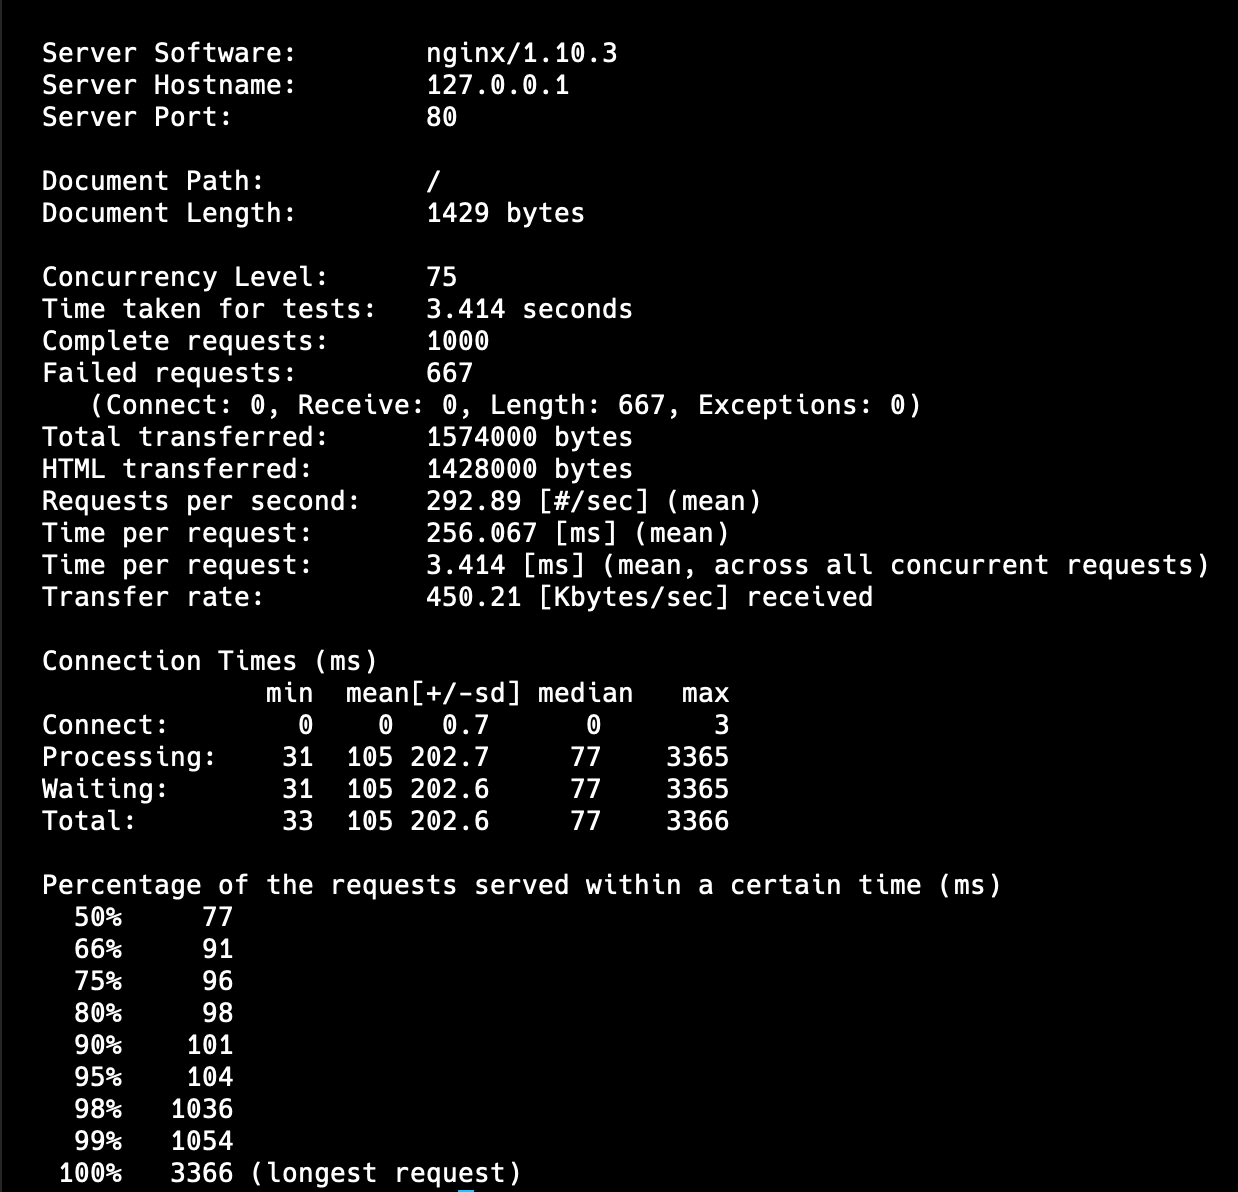 Server Software:        nginx/1.10.3
Server Hostname:        127.0.0.1
Server Port:            80

Document Path:          /
Document Length:        1429 bytes

Concurrency Level:      75
Time taken for tests:   3.414 seconds
Complete requests:      1000
Failed requests:        667
   (Connect: 0, Receive: 0, Length: 667, Exceptions: 0)
Total transferred:      1574000 bytes
HTML transferred:       1428000 bytes
Requests per second:    292.89 [#/sec] (mean)
Time per request:       256.067 [ms] (mean)
Time per request:       3.414 [ms] (mean, across all concurrent requests)
Transfer rate:          450.21 [Kbytes/sec] received

Connection Times (ms)
              min  mean[+/-sd] median   max
Connect:        0    0   0.7      0       3
Processing:    31  105 202.7     77    3365
Waiting:       31  105 202.6     77    3365
Total:         33  105 202.6     77    3366

Percentage of the requests served within a certain time (ms)
  50%     77
  66%     91
  75%     96
  80%     98
  90%    101
  95%    104
  98%   1036
  99%   1054
 100%   3366 (longest request)